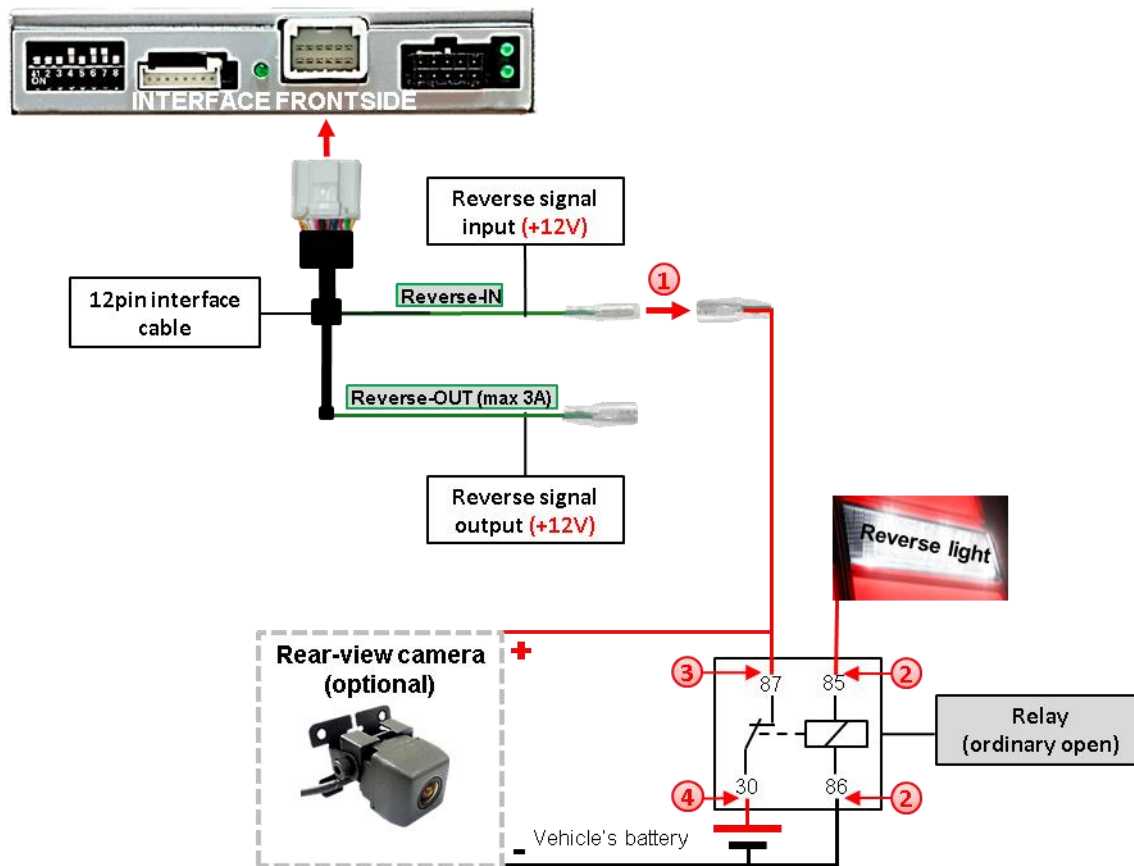 1 2 3 4 5 6 7 8
ON
INTERFACE FRONTSIDE
Reverse signal
input (+12V)
12pin interface
cable
Reverse-IN
1
Reverse-OUT (max 3A)
Reverse signal
output (+12V)
Reverse light
Rear-view camera
(optional)
+
3
87
85
2
Relay
(ordinary open)
4
30
86
2
-
Vehicle's battery